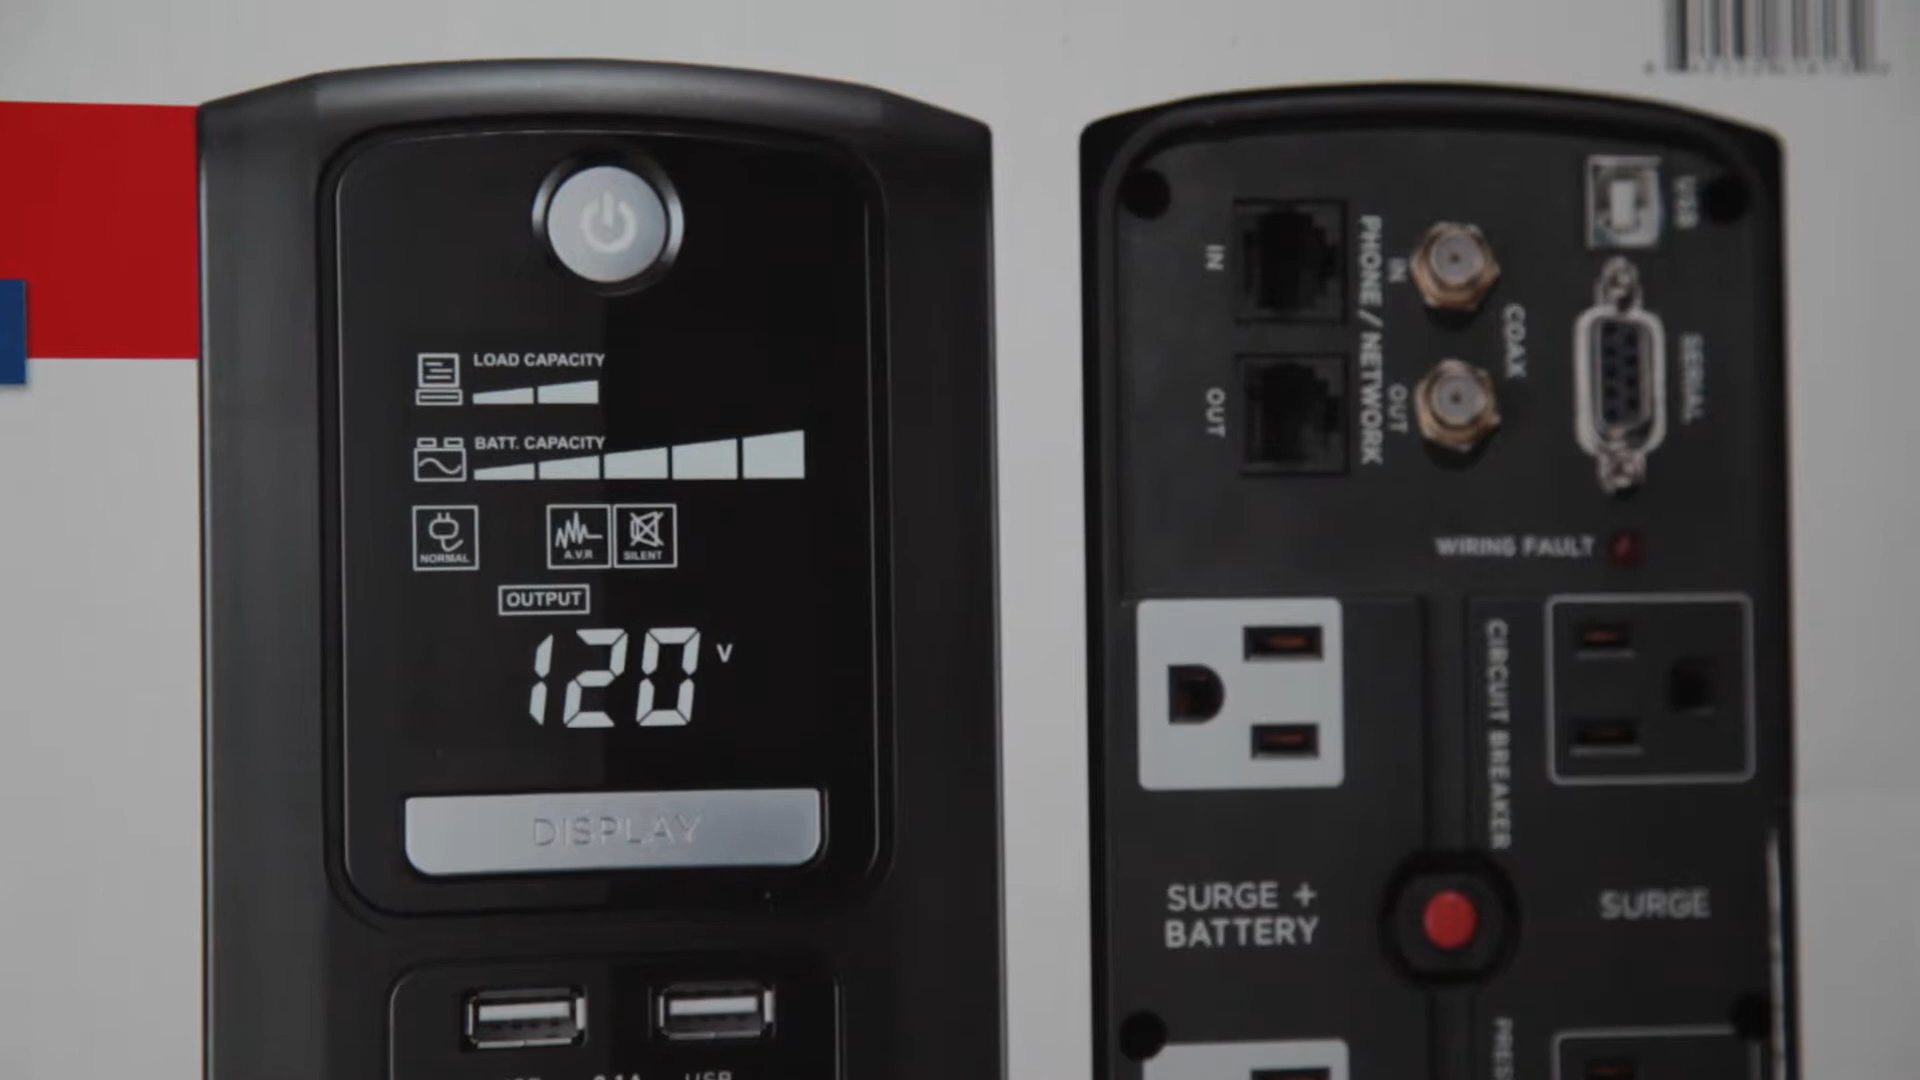 LOAD CAPACITY
BATT. CAPACITY
NORMAL
A.V.R
SILENT
OUTPUT
120 V
DISPLAY
USB
IN
OUT
PHONE / NETWORK
IN
OUT
COAX
USB
SERIAL
WIRING FAULT
CIRCUIT BREAKER
SURGE +
BATTERY
SURGE